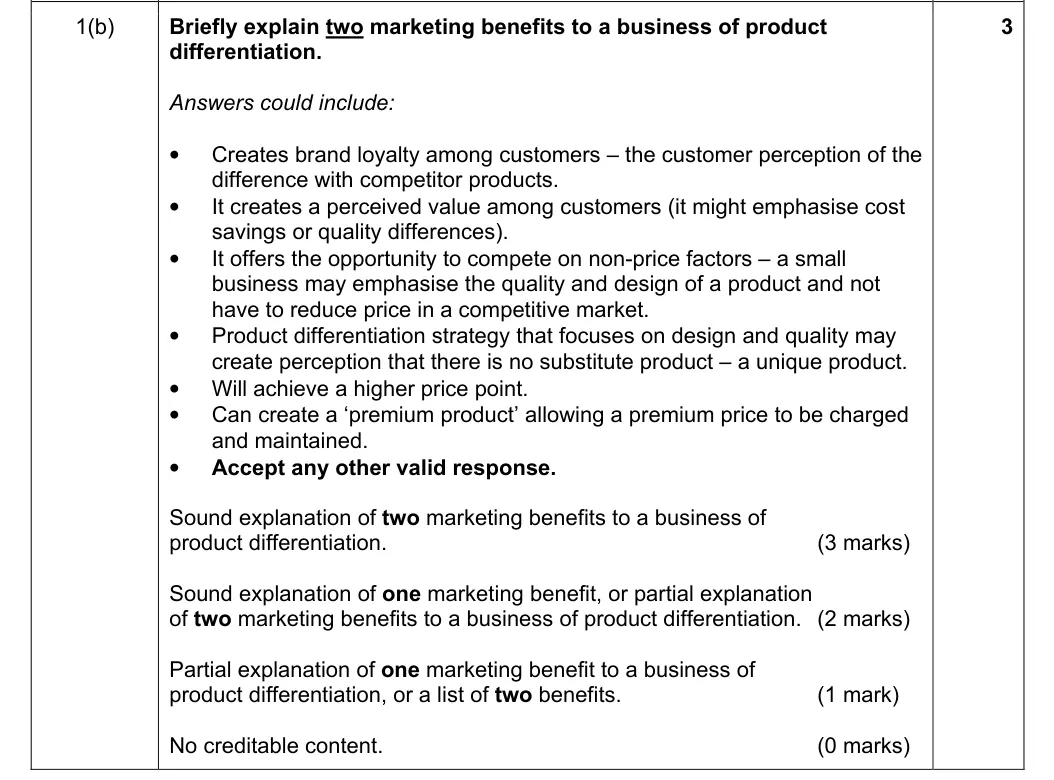 1(b) Briefly explain two marketing benefits to a business of product 3
differentiation.
Answers could include:
• Creates brand loyalty among customers – the customer perception of the
difference with competitor products.
• It creates a perceived value among customers (it might emphasise cost
savings or quality differences).
• It offers the opportunity to compete on non-price factors – a small
business may emphasise the quality and design of a product and not
have to reduce price in a competitive market.
• Product differentiation strategy that focuses on design and quality may
create perception that there is no substitute product – a unique product.
• Will achieve a higher price point.
• Can create a ‘premium product’ allowing a premium price to be charged
and maintained.
• Accept any other valid response.
Sound explanation of two marketing benefits to a business of
product differentiation. (3 marks)
Sound explanation of one marketing benefit, or partial explanation
of two marketing benefits to a business of product differentiation. (2 marks)
Partial explanation of one marketing benefit to a business of
product differentiation, or a list of two benefits. (1 mark)
No creditable content. (0 marks)